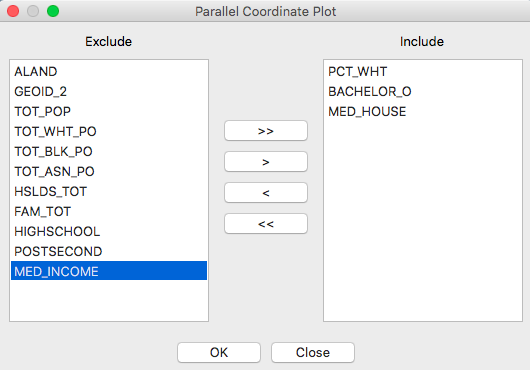 Parallel Coordinate Plot
Exclude
ALAND
GEOID_2
TOT_POP
TOT_WHT_PO
TOT_BLK_PO
TOT_ASN_PO
HSLDS_TOT
FAM_TOT
HIGHSCHOOL
POSTSECOND
MED_INCOME
>>
>
<
<<
Include
PCT_WHT
BACHELOR_O
MED_HOUSE
OK
Close